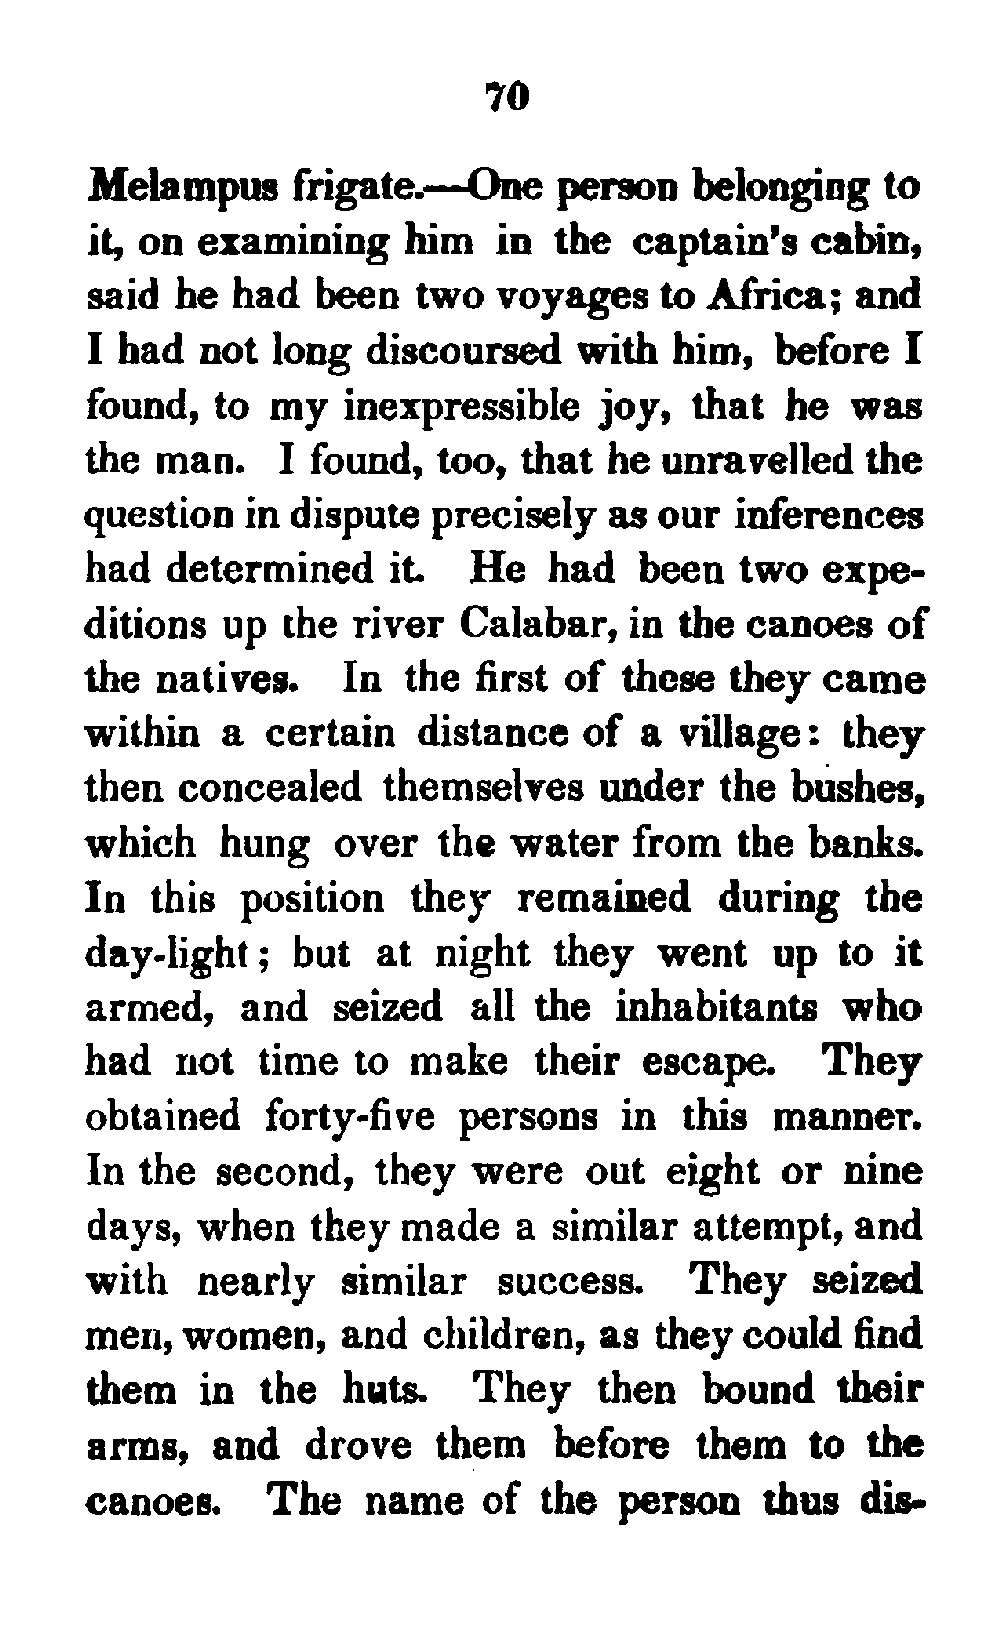 70
Melampus frigate.—One person belonging to
it, on examining him in the captain's cabin,
said he had been two voyages to Africa; and
I had not long discoursed with him, before I
found, to my inexpressible joy, that he was
the man. I found, too, that he unravelled the
question in dispute precisely as our inferences
had determined it. He had been two expe-
ditions up the river Calabar, in the canoes of
the natives. In the first of these they came
within a certain distance of a village: they
then concealed themselves under the bushes,
which hung over the water from the banks.
In this position they remained during the
day-light; but at night they went up to it
armed, and seized all the inhabitants who
had not time to make their escape. They
obtained forty-five persons in this manner.
In the second, they were out eight or nine
days, when they made a similar attempt, and
with nearly similar success. They seized
men, women, and children, as they could find
them in the huts. They then bound their
arms, and drove them before them to the
canoes. The name of the person thus dis-